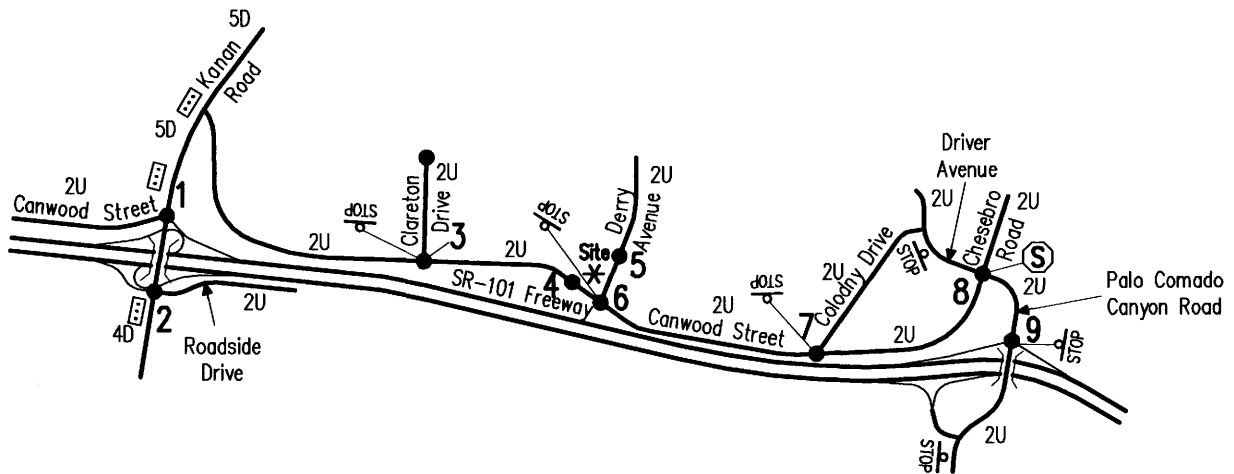 5D
Kanan
Road
5D
2U
Canwood Street
1
2
4D
2U
Roadside
Drive
2U
STOP
Clareton
Drive
2U
3
STOP
2U
Site
4
5
6
Derry
Avenue
2U
SR-101 Freeway
Canwood Street
2U
STOP
7
2U
Colodny Drive
2U
STOP
2U
Driver
Avenue
Chesebro
Road
2U
8
S
2U
Palo Comado
Canyon Road
9
STOP
2U
STOP